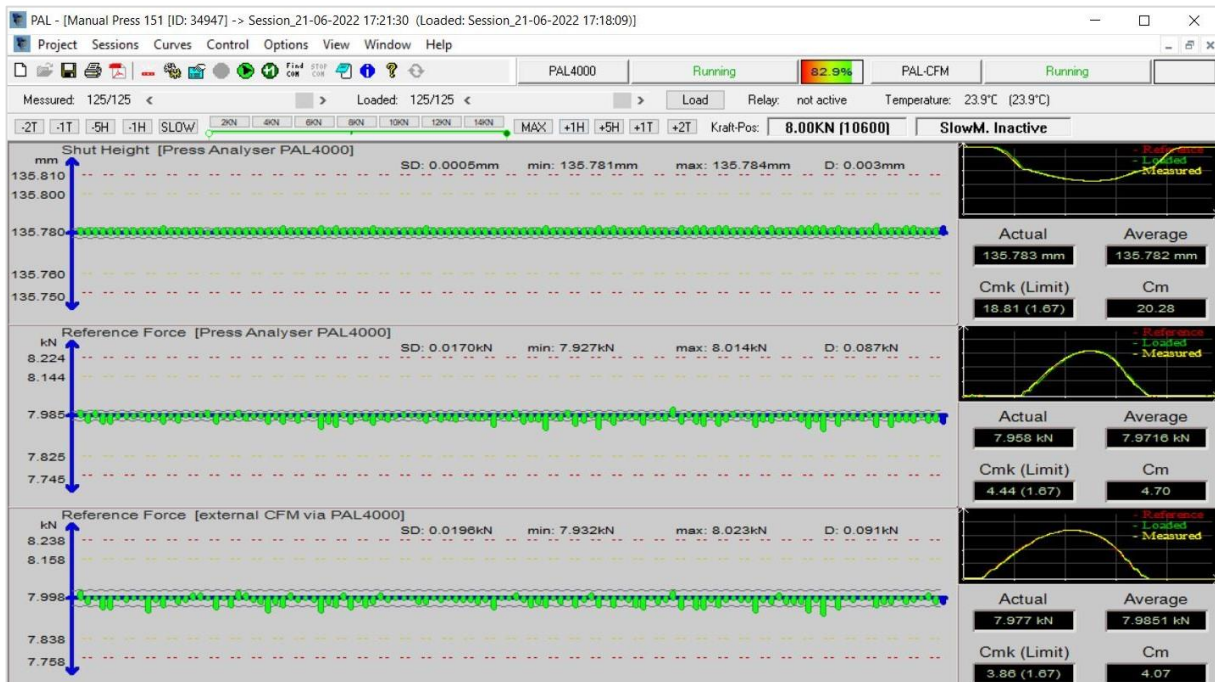 PAL - [Manual Press 151 [ID: 34947] -> Session_21-06-2022 17:21:30 (Loaded: Session_21-06-2022 17:18:09)]
Project Sessions Curves Control Options View Window Help
Find COM STOP COM PAL4000 Running 82.9% PAL-CFM Running
Messured: 125/125 < > Loaded: 125/125 < > Load Relay: not active Temperature: 23.9°C (23.9°C)
-2T -1T -5H -1H SLOW 2KN 4KN 6KN 8KN 10KN 12KN 14KN MAX +1H +5H +1T +2T Kraft-Pos: 8.00KN [10600] SlowM. Inactive
Shut Height [Press Analyser PAL4000]
mm SD: 0.0005mm min: 135.781mm max: 135.784mm D: 0.003mm
135.810
135.800
135.780
135.760
135.750
- Reference
- Loaded
- Measured
Actual Average
135.783 mm 135.782 mm
Cmk (Limit) Cm
18.81 (1.67) 20.28
Reference Force [Press Analyser PAL4000]
kN SD: 0.0170kN min: 7.927kN max: 8.014kN D: 0.087kN
8.224
8.144
7.985
7.825
7.745
- Reference
- Loaded
- Measured
Actual Average
7.958 kN 7.9716 kN
Cmk (Limit) Cm
4.44 (1.67) 4.70
Reference Force [external CFM via PAL4000]
kN SD: 0.0196kN min: 7.932kN max: 8.023kN D: 0.091kN
8.238
8.158
7.998
7.838
7.758
- Reference
- Loaded
- Measured
Actual Average
7.977 kN 7.9851 kN
Cmk (Limit) Cm
3.86 (1.67) 4.07